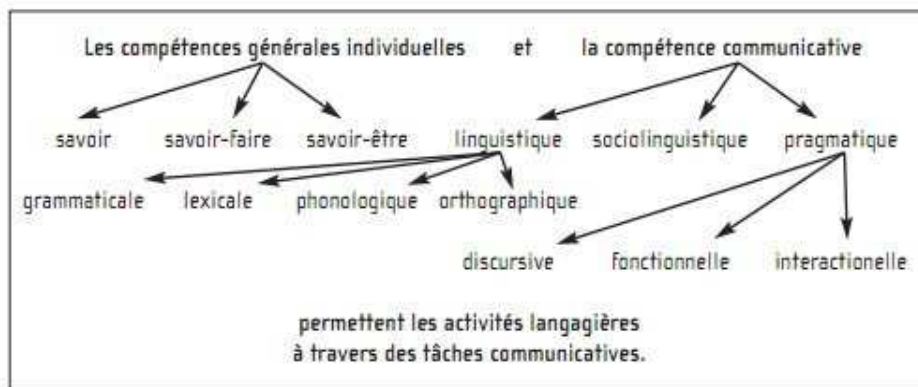 Les compétences générales individuelles et la compétence communicative
savoir savoir-faire savoir-être linguistique sociolinguistique pragmatique
grammaticale lexicale phonologique orthographique
discursive fonctionnelle interactionelle
permettent les activités langagières
à travers des tâches communicatives.